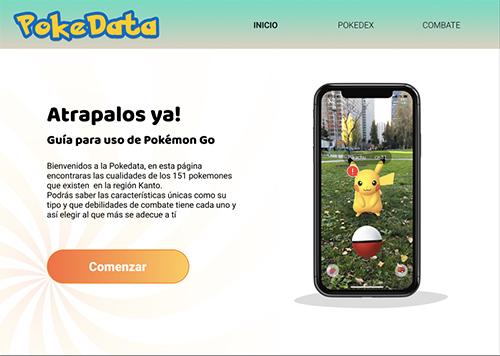 PokeData
INICIO
POKEDEX
COMBATE
Atrapalos ya!
Guía para uso de Pokémon Go
Bienvenidos a la Pokedata, en esta página
encontraras las cualidades de los 151 pokemones
que existen en la región Kanto.
Podrás saber las características únicas como su
tipo y que debilidades de combate tiene cada uno y
así elegir al que más se adecue a tí
Comenzar
Pikachu